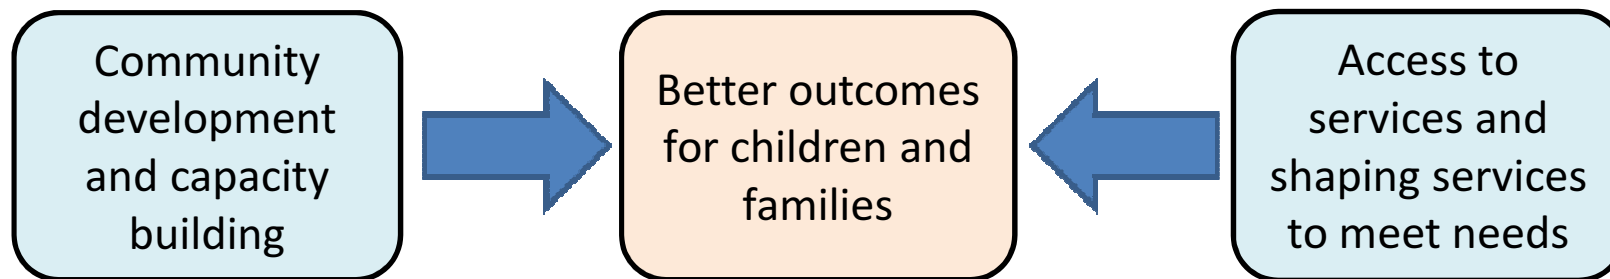 Community
development
and capacity
building
Better outcomes
for children and
families
Access to
services and
shaping services
to meet needs